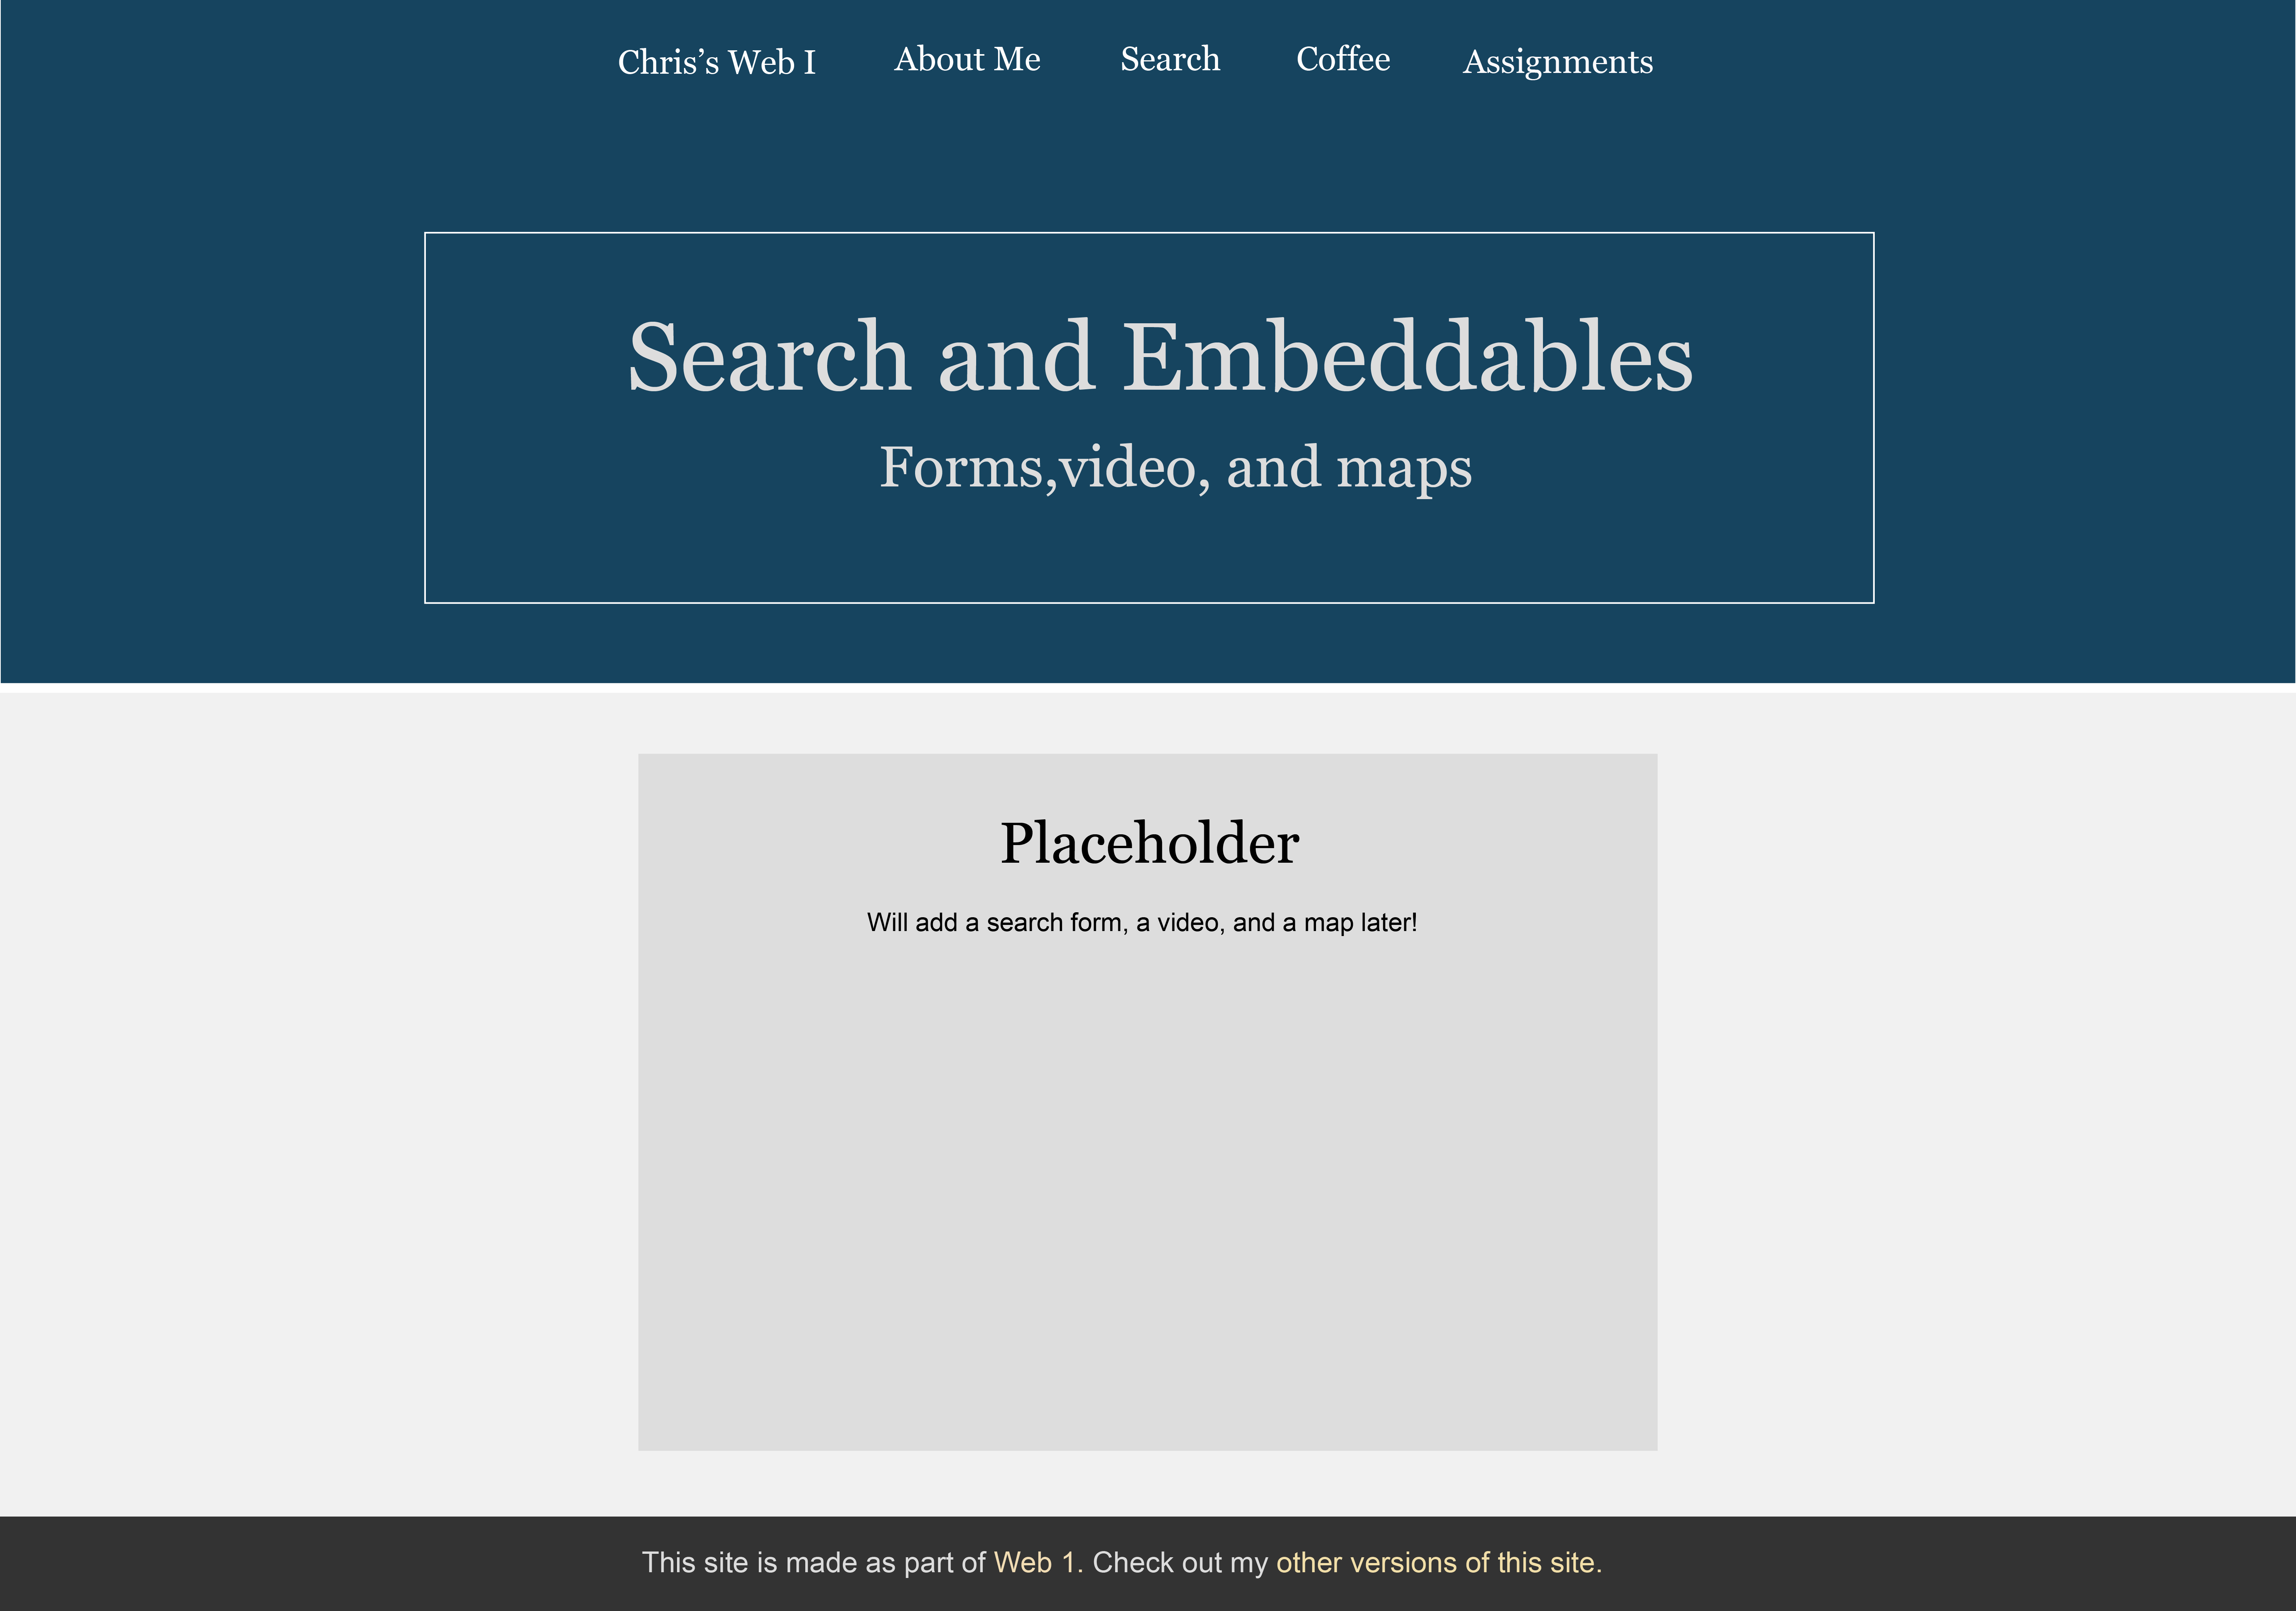 Chris’s Web I About Me Search Coffee Assignments
Search and Embeddables
Forms,video, and maps
Placeholder
Will add a search form, a video, and a map later!
This site is made as part of Web 1. Check out my other versions of this site.